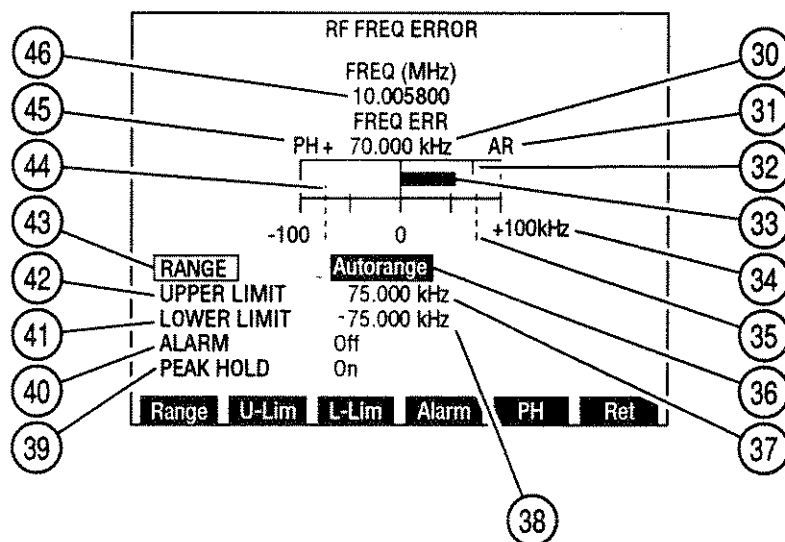 RF FREQ ERROR
46
FREQ (MHz)
30
10.005800
45
FREQ ERR
31
PH + 70.000 kHz AR
44
32
33
43
-100 0 +100kHz
34
RANGE Autorange
42
UPPER LIMIT 75.000 kHz
35
41
LOWER LIMIT -75.000 kHz
ALARM Off
40
36
PEAK HOLD On
Range U-Lim L-Lim Alarm PH Ret
39
37
38